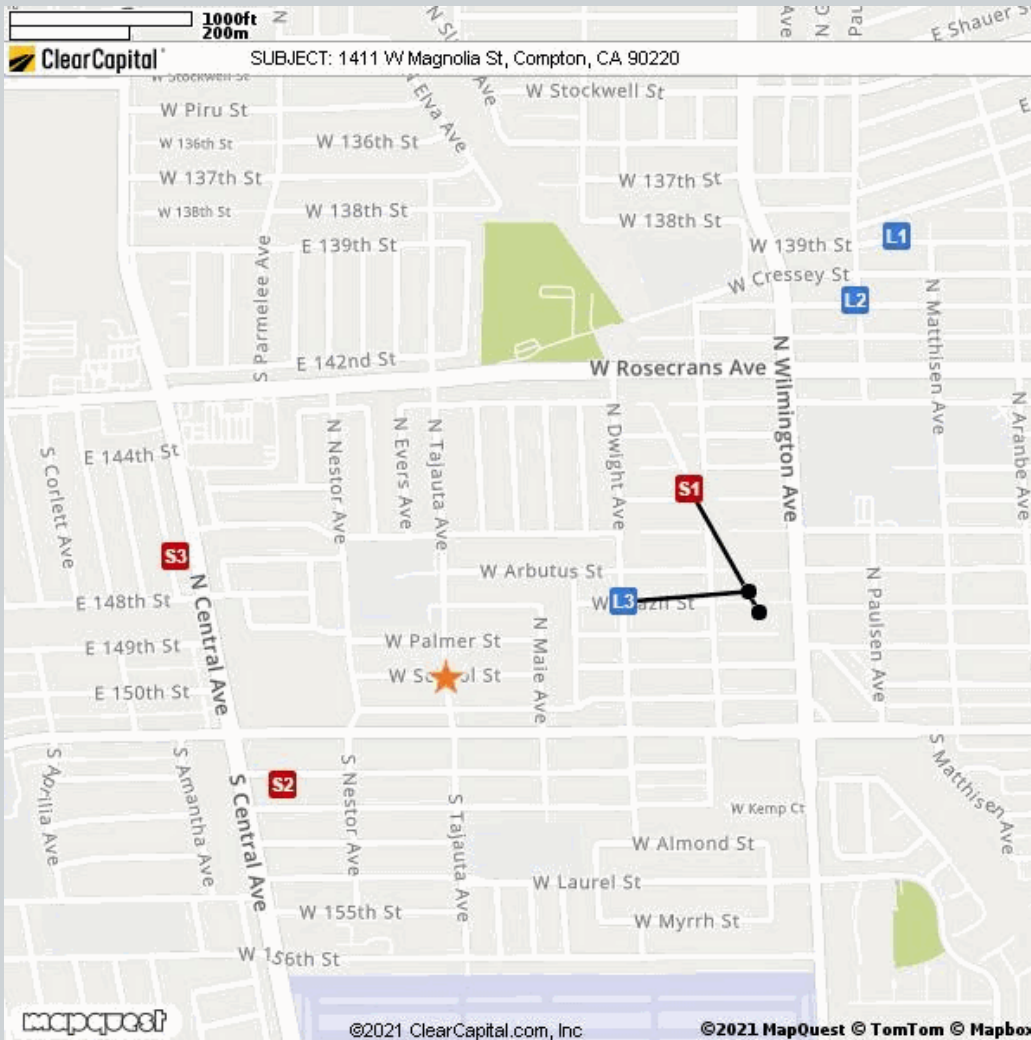 1000ft
200m
ClearCapital
SUBJECT: 1411 W Magnolia St, Compton, CA 90220
E Shauer
W Stockwell St
W Stockwell St
N Elva Ave
W Piru St
W 136th St
W 136th St
W 137th St
W 137th St
W 138th St
W 138th St
W 138th St
E 139th St
W 139th St
L1
S Parmelee Ave
W Cressey St
L2
N Matthisen Ave
E 142nd St
W Rosecrans Ave
N Wilmington Ave
N Aranbe Ave
N Nestor Ave
N Evers Ave
N Tajauta Ave
N Dwight Ave
E 144th St
S Corlett Ave
S1
S3
W Arbutus St
N Central Ave
E 148th St
L3
N Paulsen Ave
W Palmer St
N Maie Ave
E 149th St
E 150th St
S Aprilia Ave
S Amantha Ave
S2
S Central Ave
S Nestor Ave
S Tajauta Ave
S Matthisen Ave
W Kemp Ct
W Almond St
W Laurel St
W 155th St
W Myrrh St
W 156th St
mapquest
©2021 ClearCapital.com, Inc
©2021 MapQuest © TomTom © Mapbox